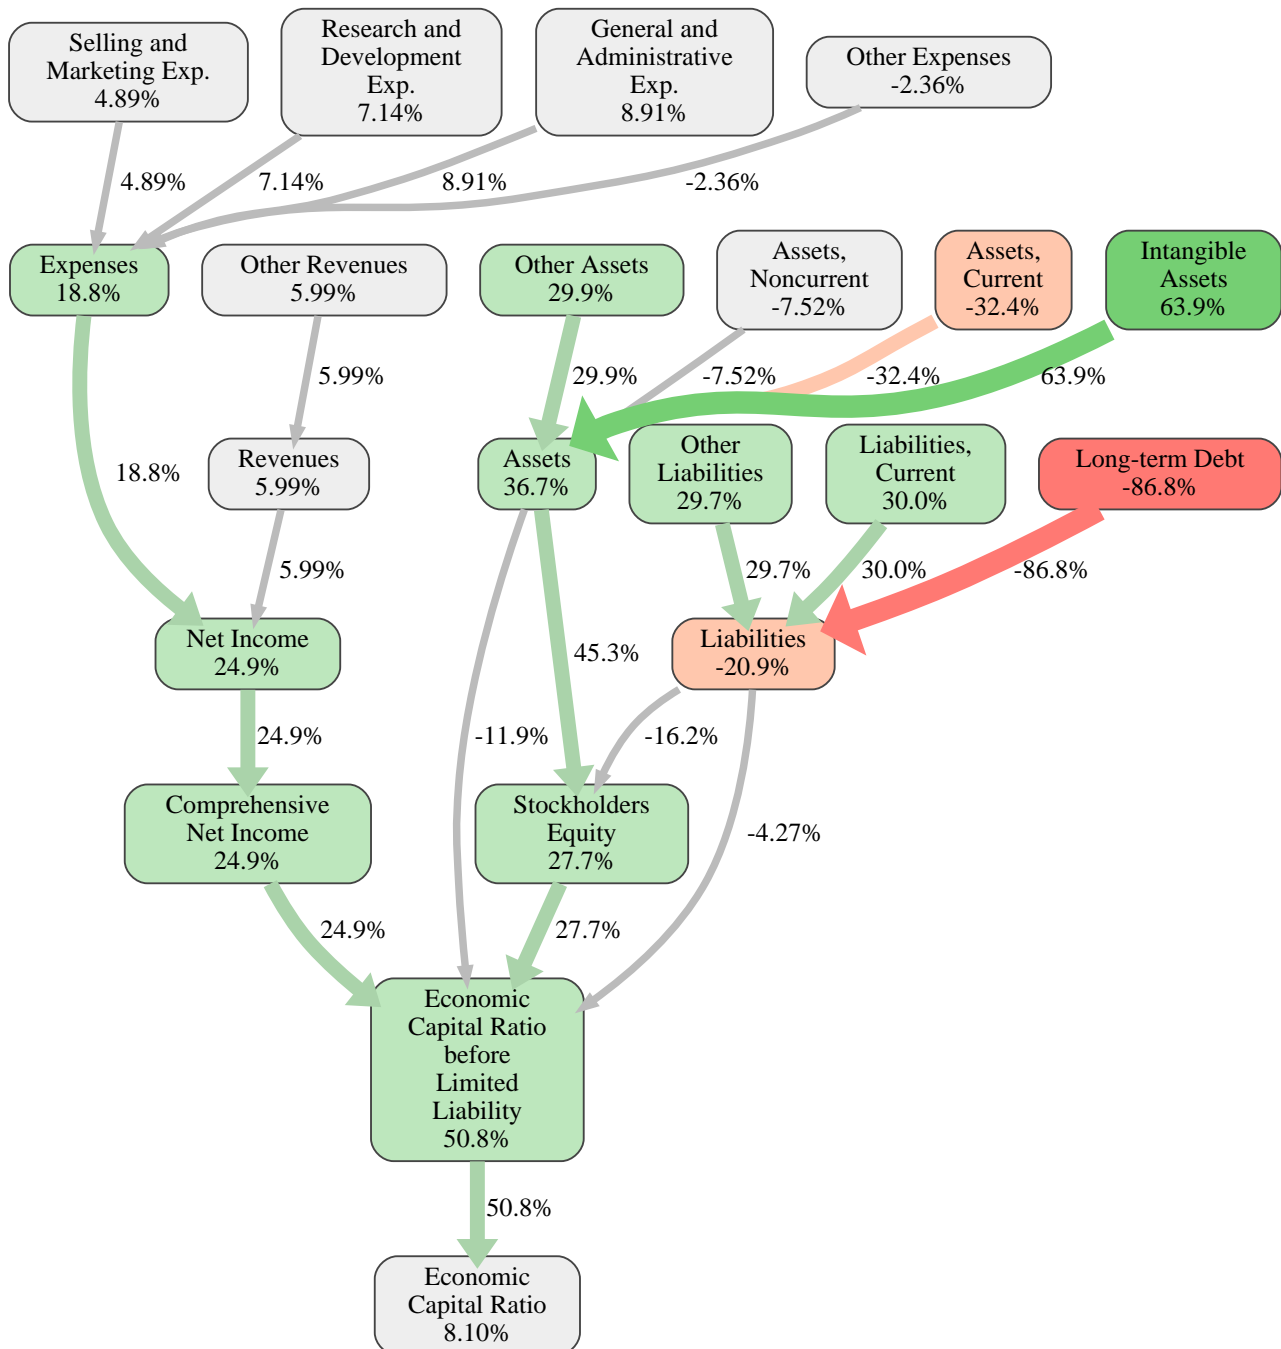 Selling and
Marketing Exp.
4.89%
Research and
Development
Exp.
7.14%
General and
Administrative
Exp.
8.91%
Other Expenses
-2.36%
4.89%
7.14%
8.91%
-2.36%
Expenses
18.8%
Other Revenues
5.99%
Other Assets
29.9%
Assets,
Noncurrent
-7.52%
Assets,
Current
-32.4%
Intangible
Assets
63.9%
5.99%
29.9%
-7.52%
-32.4%
63.9%
18.8%
Revenues
5.99%
Assets
36.7%
Other
Liabilities
29.7%
Liabilities,
Current
30.0%
Long-term Debt
-86.8%
5.99%
29.7%
30.0%
-86.8%
Net Income
24.9%
45.3%
Liabilities
-20.9%
24.9%
-11.9%
-16.2%
Comprehensive
Net Income
24.9%
Stockholders
Equity
27.7%
-4.27%
24.9%
27.7%
Economic
Capital Ratio
before
Limited
Liability
50.8%
50.8%
Economic
Capital Ratio
8.10%